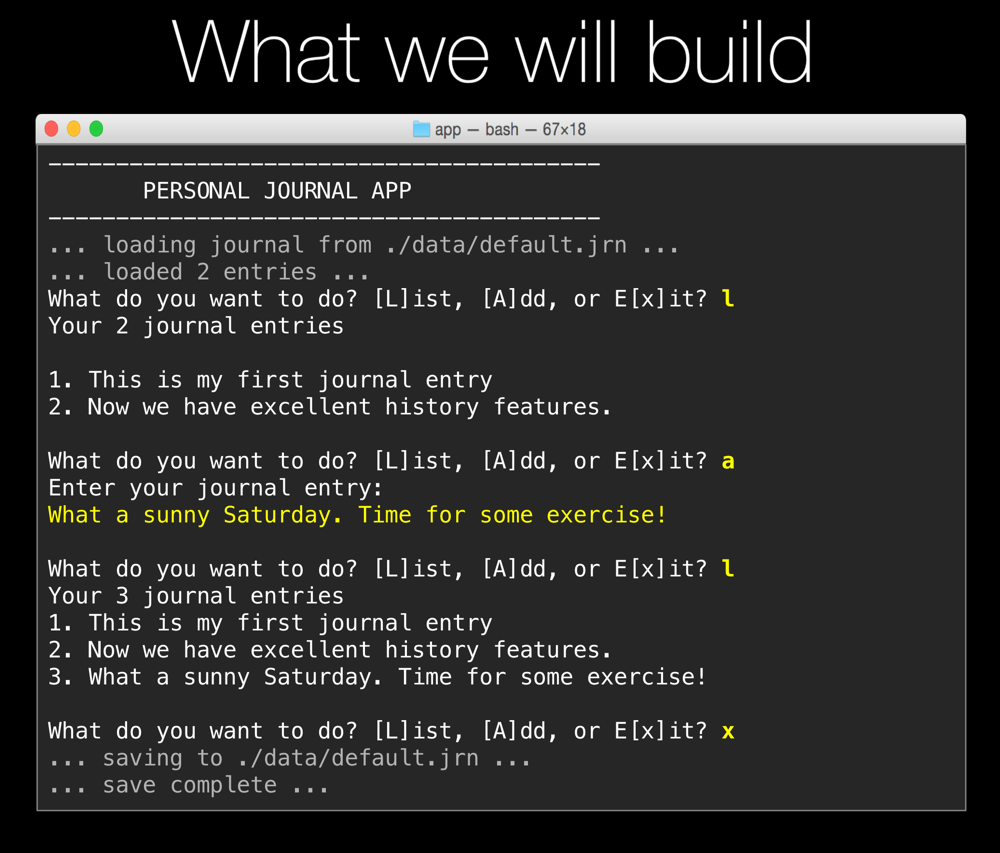 What we will build
app — bash — 67×18
-----------------------------------------
PERSONAL JOURNAL APP
-----------------------------------------
... loading journal from ./data/default.jrn ...
... loaded 2 entries ...
What do you want to do? [L]ist, [A]dd, or E[x]it? l
Your 2 journal entries
1. This is my first journal entry
2. Now we have excellent history features.
What do you want to do? [L]ist, [A]dd, or E[x]it? a
Enter your journal entry:
What a sunny Saturday. Time for some exercise!
What do you want to do? [L]ist, [A]dd, or E[x]it? l
Your 3 journal entries
1. This is my first journal entry
2. Now we have excellent history features.
3. What a sunny Saturday. Time for some exercise!
What do you want to do? [L]ist, [A]dd, or E[x]it? x
... saving to ./data/default.jrn ...
... save complete ...